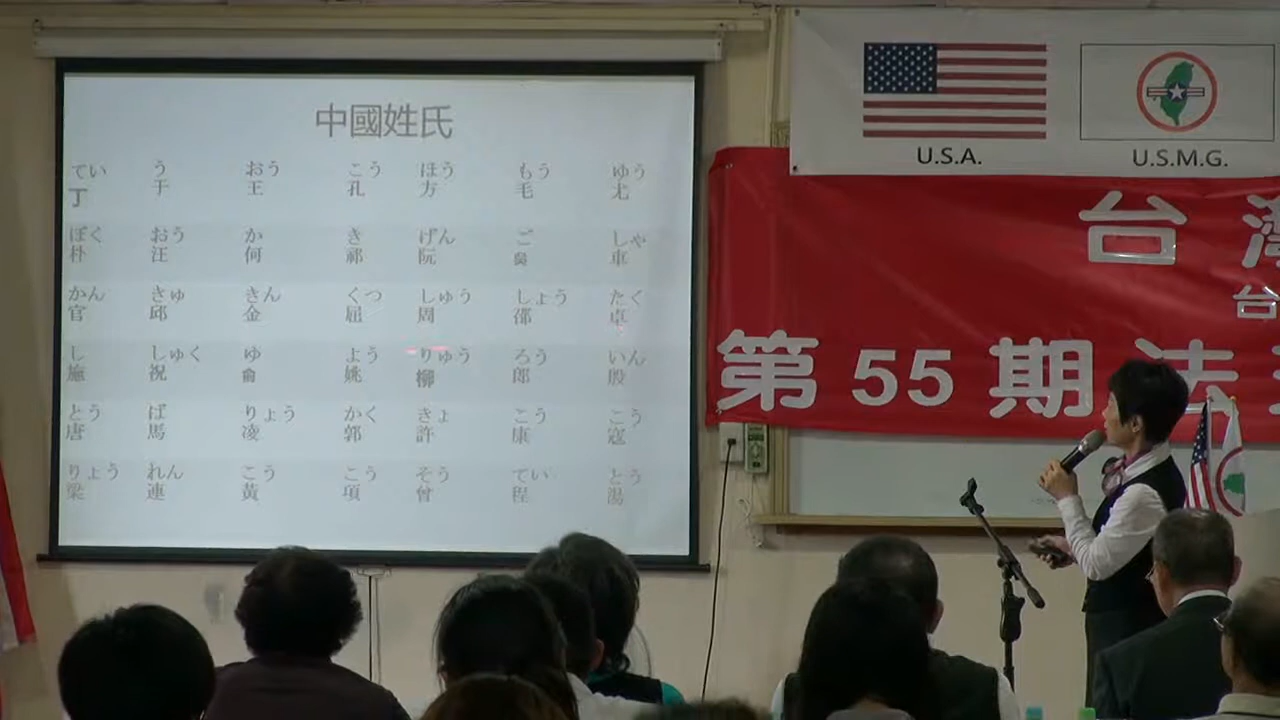 中國姓氏
てい う おう こう ほう もう ゆう
丁 于 王 孔 方 毛 尤
ぼく おう か き げん ご しゃ
朴 汪 何 祁 阮 吳 車
かん きゅ きん くつ しゅう しょう たく
官 邱 金 屈 周 邵 卓
し しゅく ゆ よう りゅう ろう いん
施 祝 俞 姚 柳 郎 殷
とう ば りょう かく きょ こう こう
唐 馬 凌 郭 許 康 寇
りょう れん こう こう そう てい とう
梁 連 黃 項 曾 程 湯
U.S.A.
U.S.M.G.
台灣
台
第 55 期 法